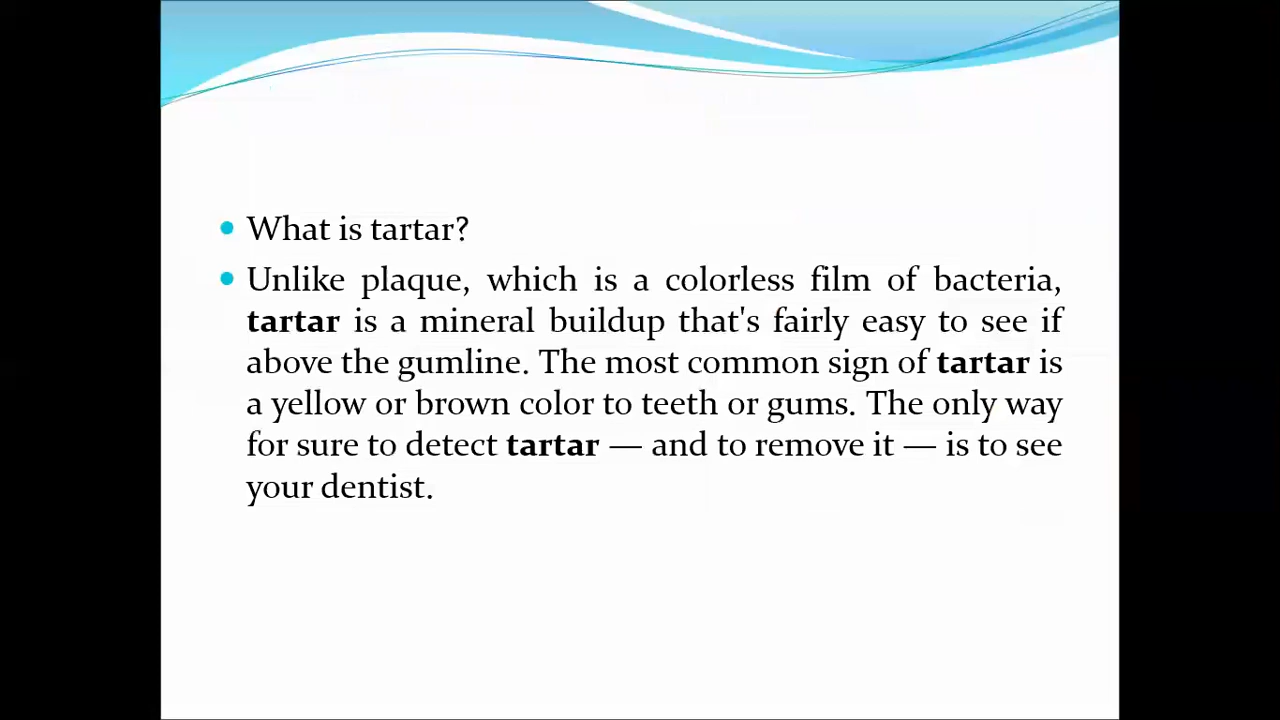 What is tartar?
Unlike plaque, which is a colorless film of bacteria,
tartar is a mineral buildup that's fairly easy to see if
above the gumline. The most common sign of tartar is
a yellow or brown color to teeth or gums. The only way
for sure to detect tartar — and to remove it — is to see
your dentist.